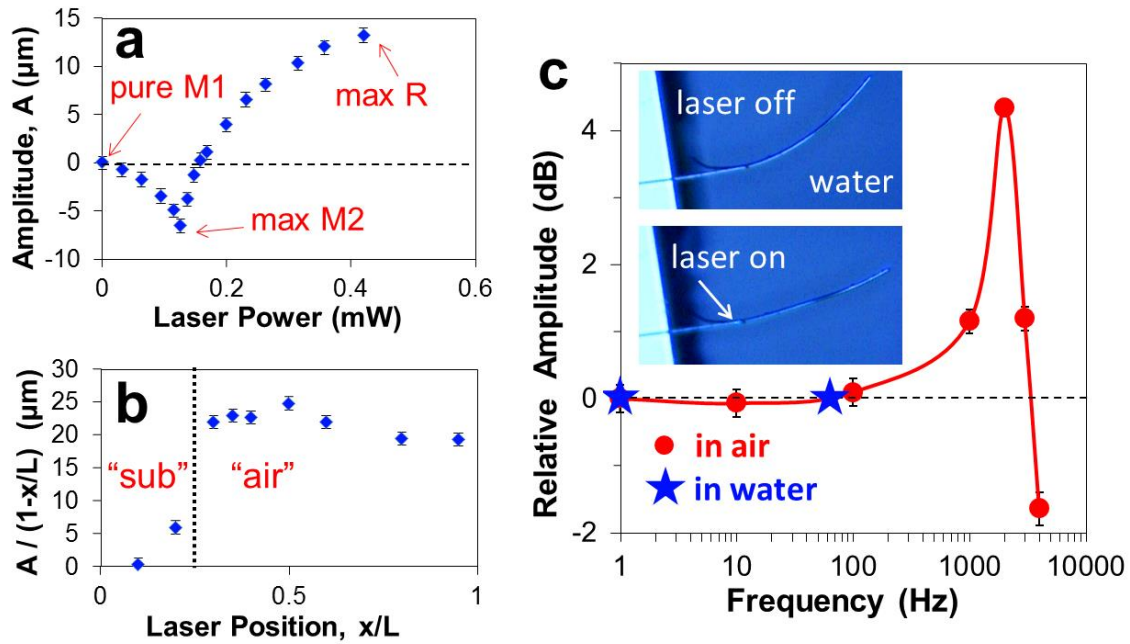 a
Amplitude, A (µm)
15
10
5
0
-5
-10
pure M1
max R
max M2
0
0.2
0.4
0.6
Laser Power (mW)
b
A / (1-x/L) (µm)
30
25
20
15
10
5
0
"sub"
"air"
0
0.5
1
Laser Position, x/L
c
Relative Amplitude (dB)
4
2
0
-2
laser off
water
laser on
in air
in water
1
10
100
1000
10000
Frequency (Hz)